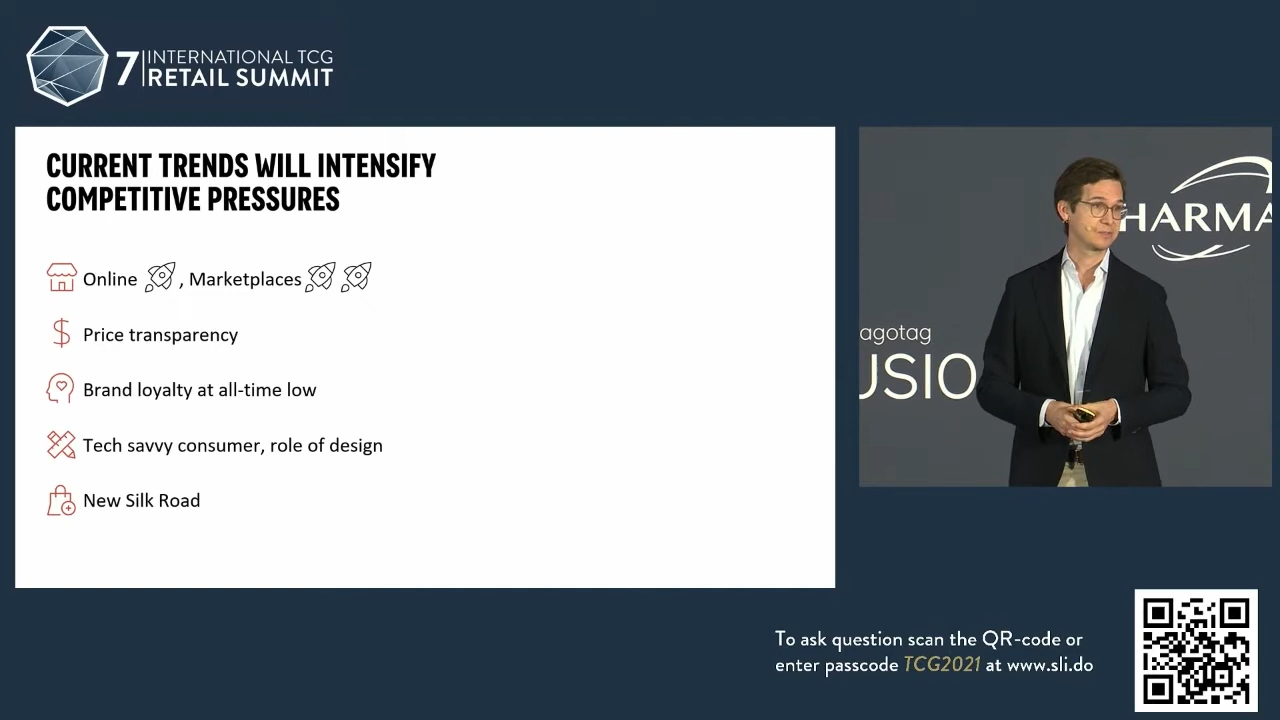 7
INTERNATIONAL TCG
RETAIL SUMMIT
CURRENT TRENDS WILL INTENSIFY
COMPETITIVE PRESSURES
Online , Marketplaces
Price transparency
Brand loyalty at all-time low
Tech savvy consumer, role of design
New Silk Road
HARMA
agotag
USIO
To ask question scan the QR-code or
enter passcode TCG2021 at www.sli.do